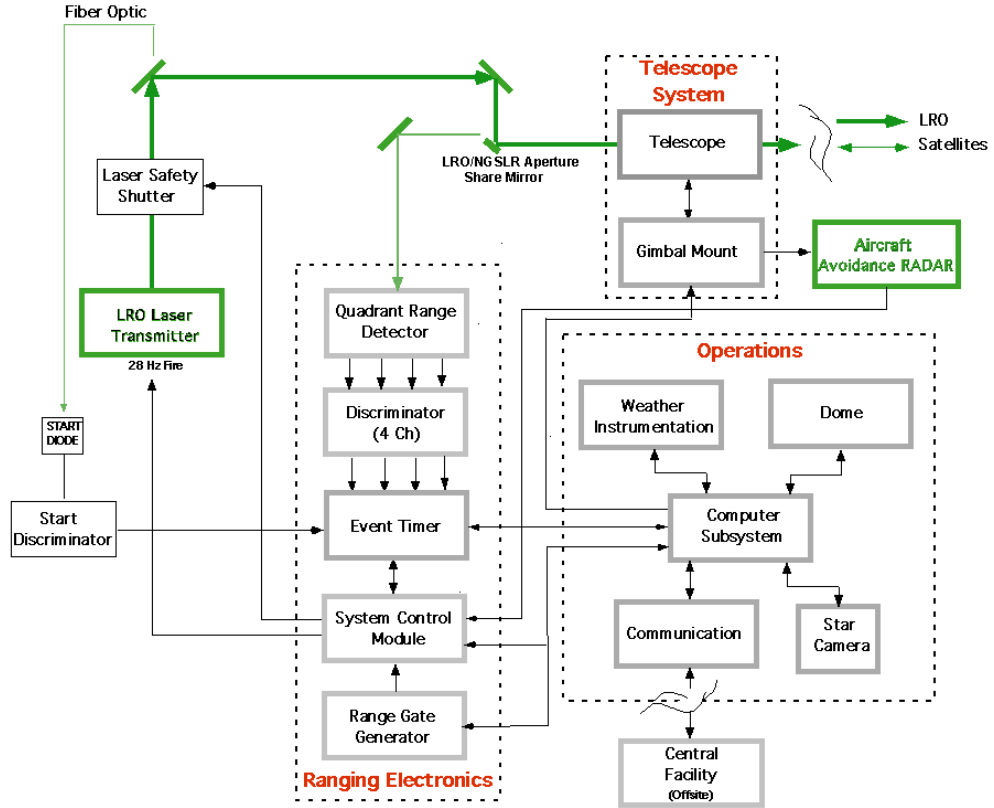 Fiber Optic
Telescope
System
Telescope
LRO
Satellites
LRO/NGSLR Aperture
Share Mirror
Laser Safety
Shutter
Gimbal Mount
Aircraft
Avoidance RADAR
LRO Laser
Transmitter
28 Hz Fire
Quadrant Range
Detector
Operations
Weather
Instrumentation
Dome
Discriminator
(4 Ch)
START
DIODE
Start
Discriminator
Event Timer
Computer
Subsystem
System Control
Module
Communication
Star
Camera
Range Gate
Generator
Ranging Electronics
Central
Facility
(Offsite)